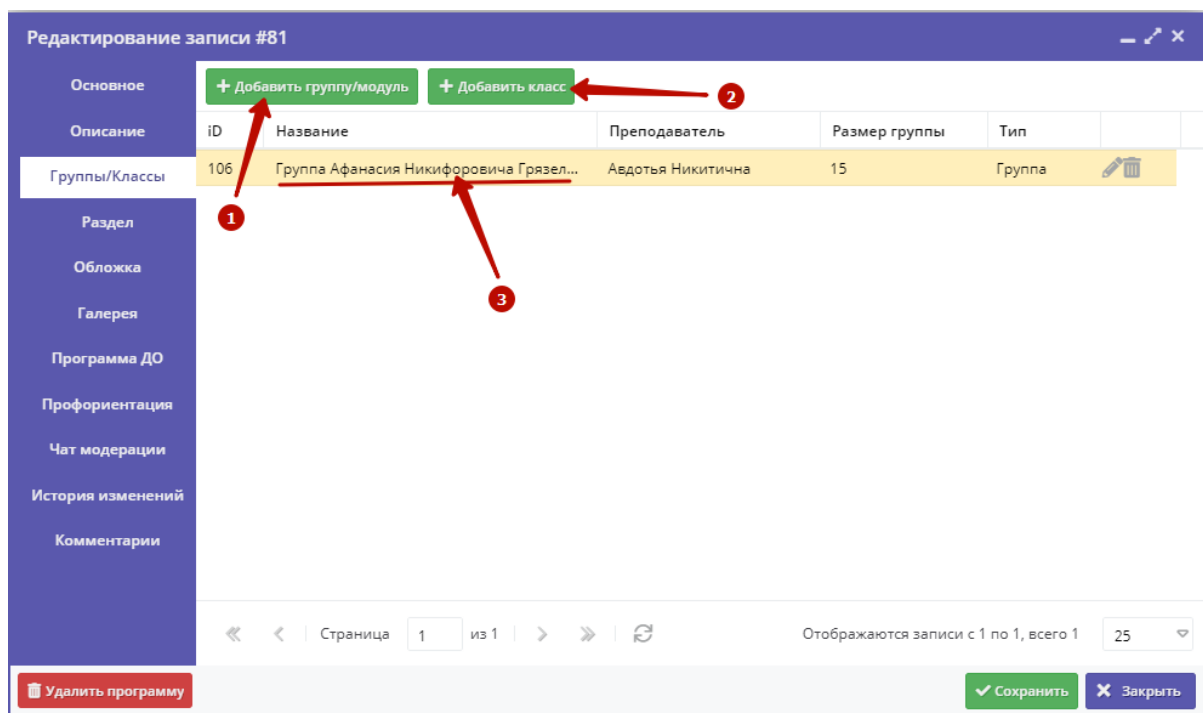 Редактирование записи #81
Основное
Описание
Группы/Классы
Раздел
Обложка
Галерея
Программа ДО
Профориентация
Чат модерации
История изменений
Комментарии
+ Добавить группу/модуль + Добавить класс
2
iD Название Преподаватель Размер группы Тип
106 Группа Афанасия Никифоровича Грязел... Авдотья Никитична 15 Группа
1
3
Страница 1 из 1 Отображаются записи с 1 по 1, всего 1 25
Удалить программу Сохранить Закрыть